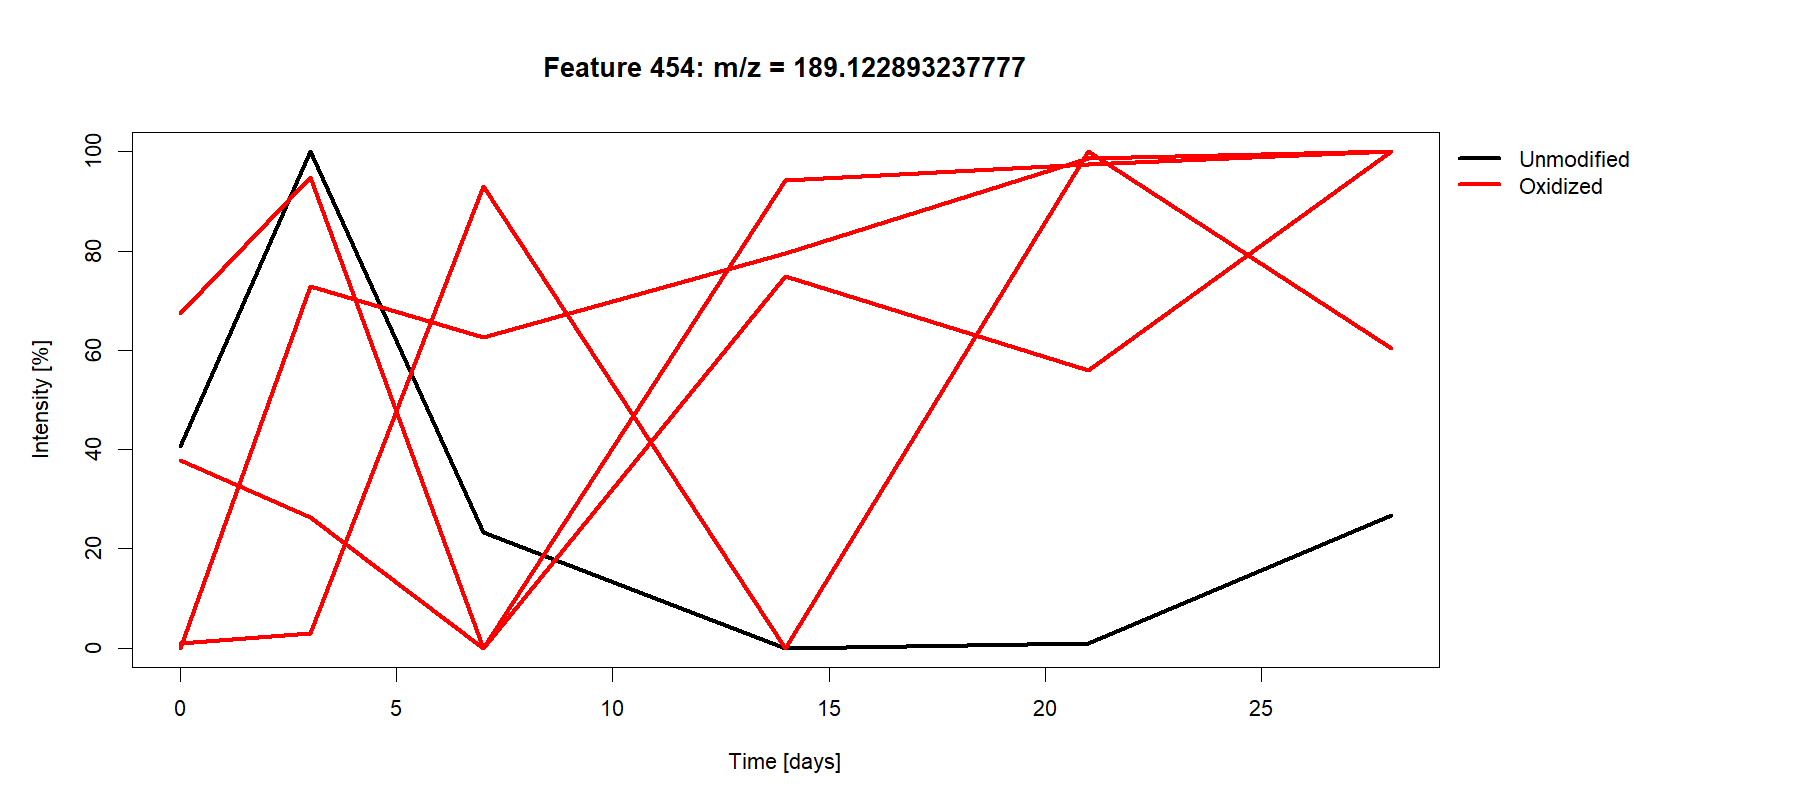 Feature 454: m/z = 189.122893237777
Unmodified
Oxidized
100
80
60
40
20
0
Intensity [%]
0 5 10 15 20 25
Time [days]